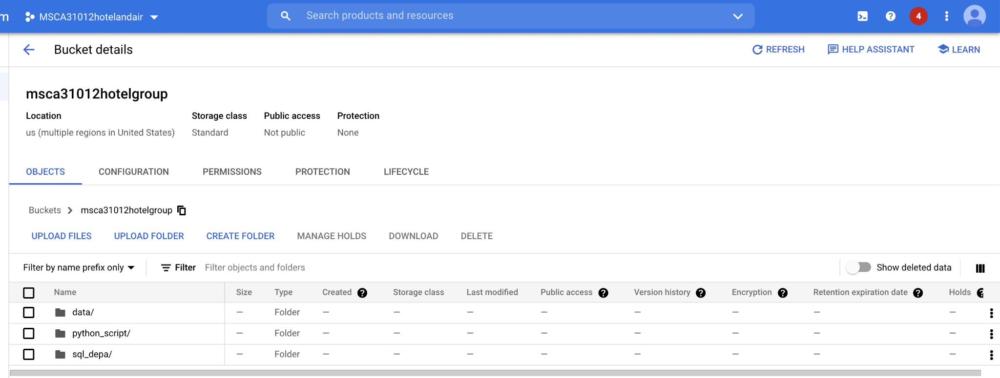 m MSCA31012hotelandair Search products and resources 4
Bucket details REFRESH HELP ASSISTANT LEARN
msca31012hotelgroup
Location Storage class Public access Protection
us (multiple regions in United States) Standard Not public None
OBJECTS CONFIGURATION PERMISSIONS PROTECTION LIFECYCLE
Buckets msca31012hotelgroup
UPLOAD FILES UPLOAD FOLDER CREATE FOLDER MANAGE HOLDS DOWNLOAD DELETE
Filter by name prefix only Filter Filter objects and folders Show deleted data
Name Size Type Created Storage class Last modified Public access Version history Encryption Retention expiration date Holds
data/ — Folder — — — — — — — —
python_script/ — Folder — — — — — — — —
sql_depa/ — Folder — — — — — — — —